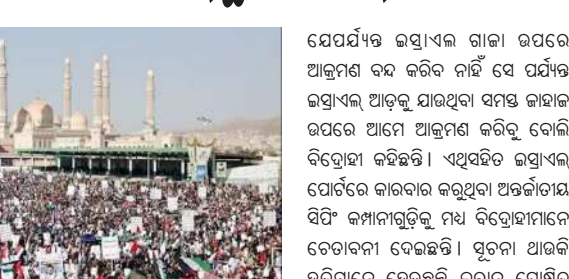 ଯେପର୍ଯ୍ୟନ୍ତ ଇସ୍ରାଏଲ ଗାଜା ଉପରେ
ଆକ୍ରମଣ ବନ୍ଦ କରିବ ନାହିଁ ସେ ପର୍ଯ୍ୟନ୍ତ
ଇସ୍ରାଏଲ୍ ଆଡ଼କୁ ଯାଉଥିବା ସମସ୍ତ ଜାହାଜ
ଉପରେ ଆମେ ଆକ୍ରମଣ କରିବୁ ବୋଲି
ବିଦ୍ରୋହୀ କହିଛନ୍ତି। ଏଥିସହିତ ଇସ୍ରାଏଲ୍
ପୋର୍ଟରେ କାରବାର କରୁଥିବା ଅନ୍ତର୍ଜାତୀୟ
ସିପିଂ କମ୍ପାନୀଗୁଡ଼ିକୁ ମଧ୍ୟ ବିଦ୍ରୋହୀମାନେ
ଚେତାବନୀ ଦେଇଛନ୍ତି। ସୂଚନା ଥାଉକି